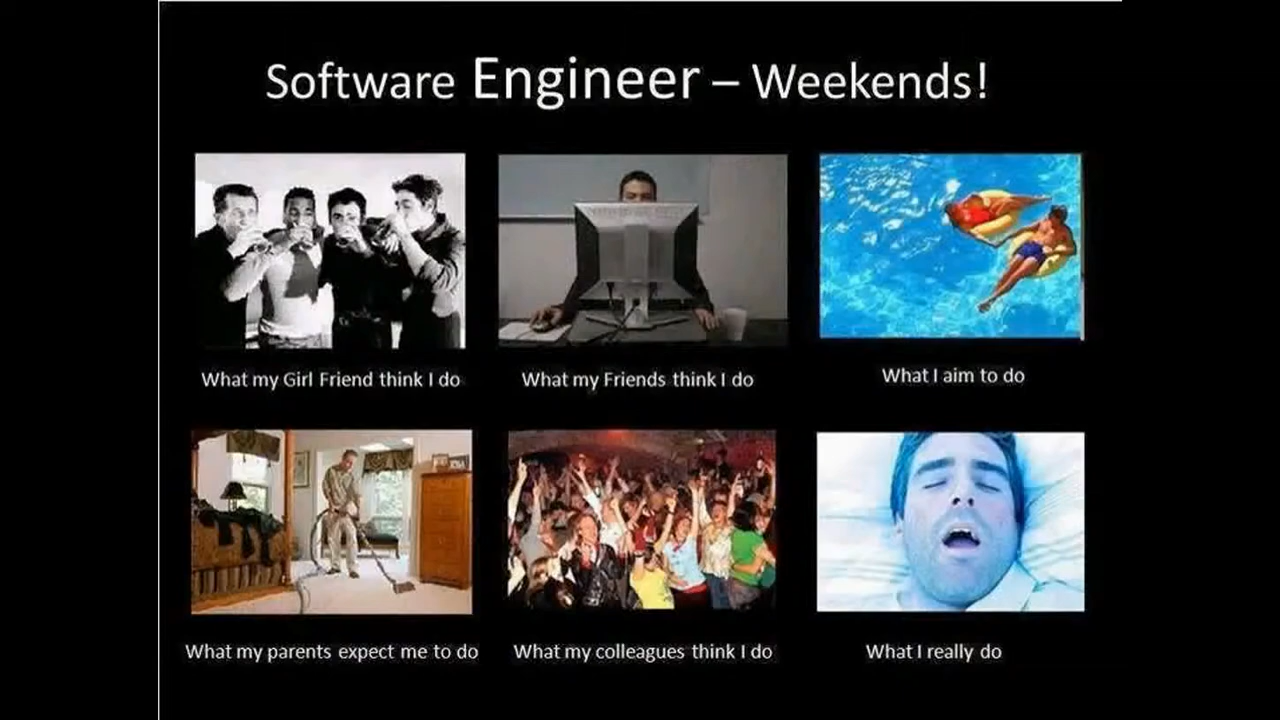 Software Engineer – Weekends!
What my Girl Friend think I do
What my Friends think I do
What I aim to do
What my parents expect me to do
What my colleagues think I do
What I really do